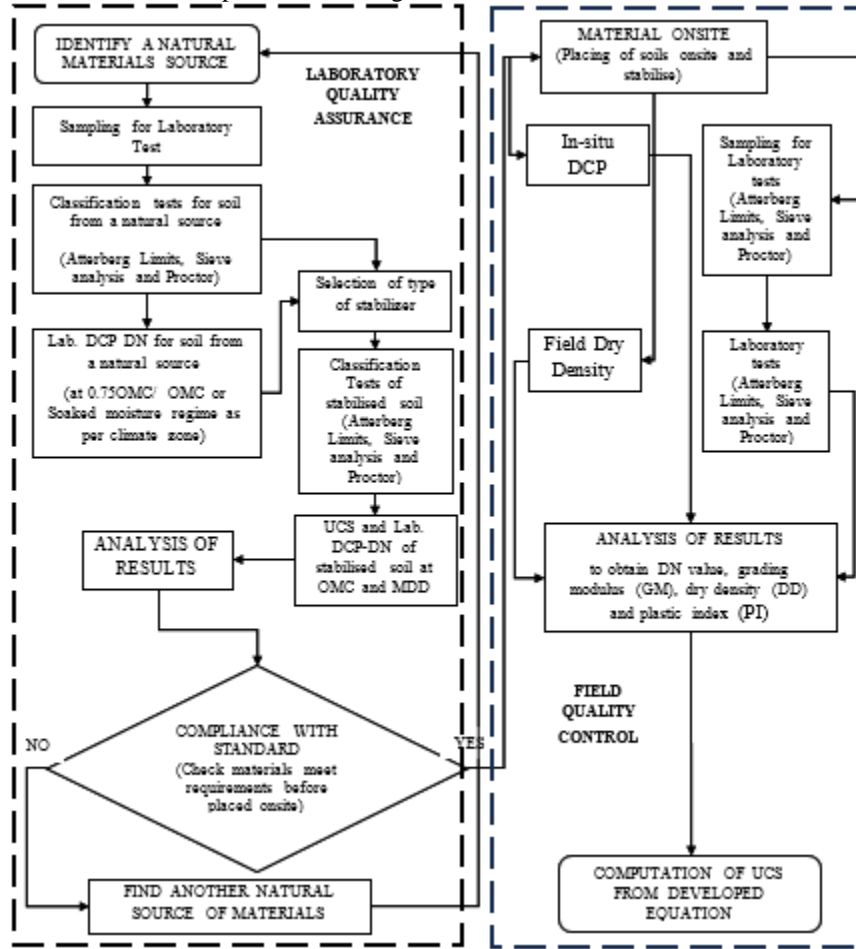 IDENTIFY A NATURAL
MATERIALS SOURCE
LABORATORY
QUALITY
ASSURANCE
Sampling for Laboratory
Test
Classification tests for soil
from a natural source
(Atterberg Limits, Sieve
analysis and Proctor)
Selection of type
of stabilizer
Lab. DCP DN for soil from
a natural source
(at 0.75OMC/ OMC or
Soaked moisture regime as
per climate zone)
Classification
Tests of
stabilised soil
(Atterberg
Limits, Sieve
analysis and
Proctor)
UCS and Lab.
DCP-DN of
stabilised soil at
OMC and MDD
ANALYSIS OF
RESULTS
NO
COMPLIANCE WITH
STANDARD
(Check materials meet
requirements before
placed onsite)
YES
FIND ANOTHER NATURAL
SOURCE OF MATERIALS
MATERIAL ONSITE
(Placing of soils onsite and
stabilise)
In-situ
DCP
Sampling for
Laboratory
tests
(Atterberg
Limits, Sieve
analysis and
Proctor)
Field Dry
Density
Laboratory
tests
(Atterberg
Limits, Sieve
analysis and
Proctor)
ANALYSIS OF RESULTS
to obtain DN value, grading
modulus (GM), dry density (DD)
and plastic index (PI)
FIELD
QUALITY
CONTROL
COMPUTATION OF UCS
FROM DEVELOPED
EQUATION